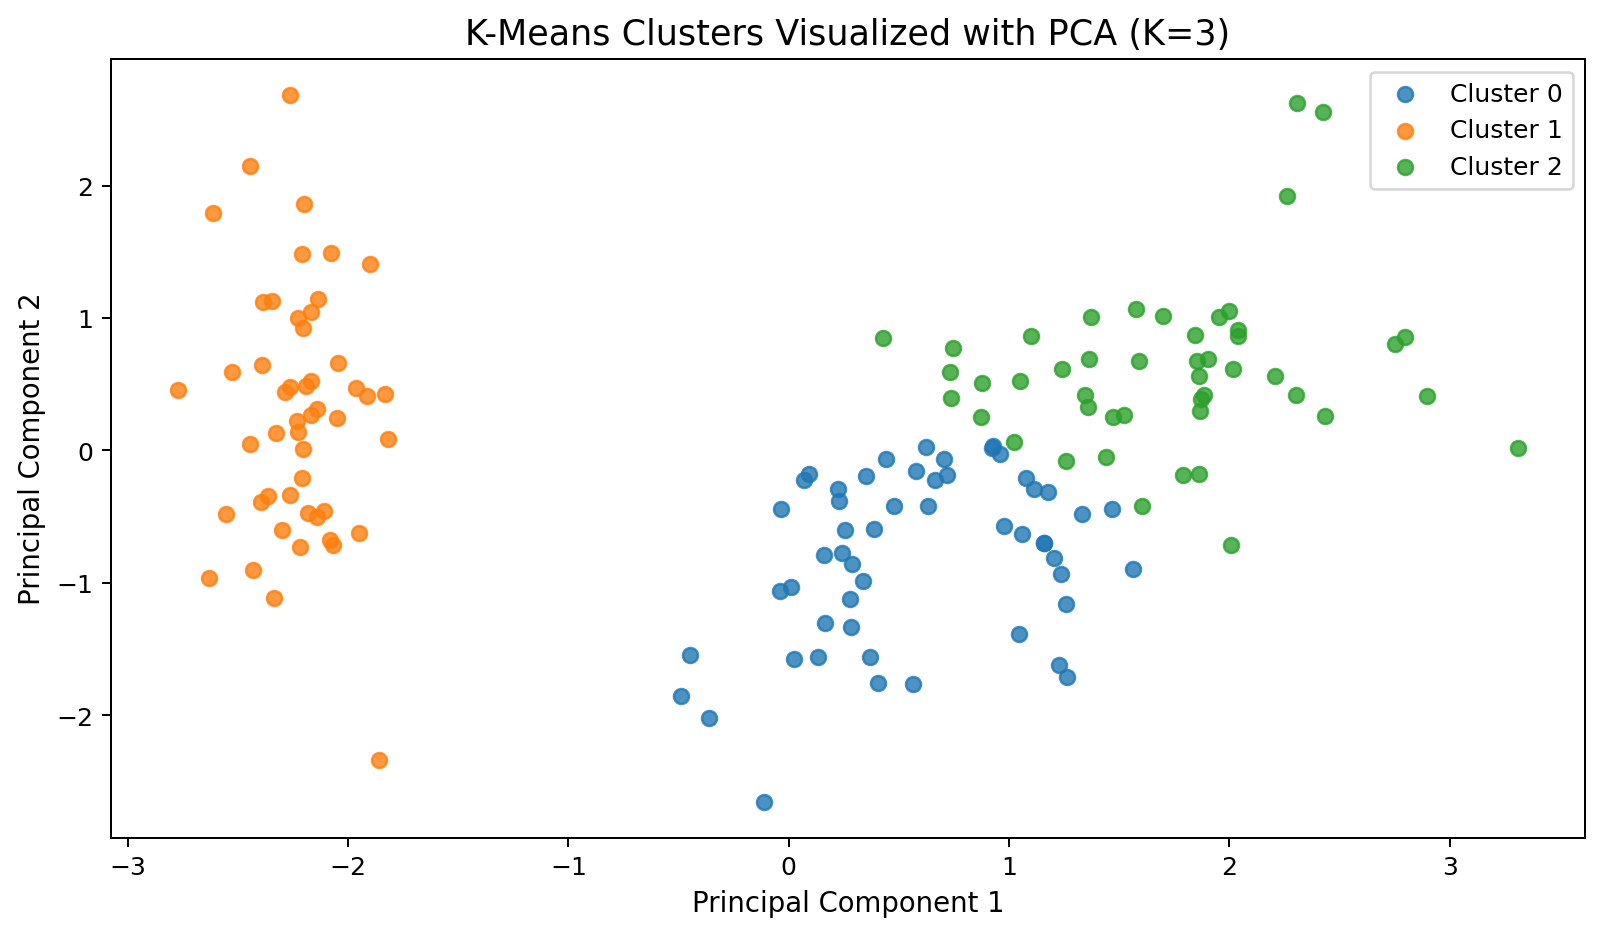 K-Means Clusters Visualized with PCA (K=3)
Cluster 0
Cluster 1
Cluster 2
Principal Component 2
2
1
0
−1
−2
−3
−2
−1
0
1
2
3
Principal Component 1